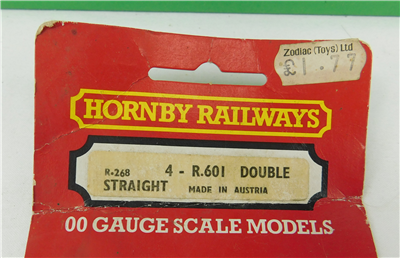 Zodiac (Toys) Ltd
£1.77
HORNBY RAILWAYS
R.268 4 - R.601 DOUBLE
STRAIGHT MADE IN AUSTRIA
00 GAUGE SCALE MODELS